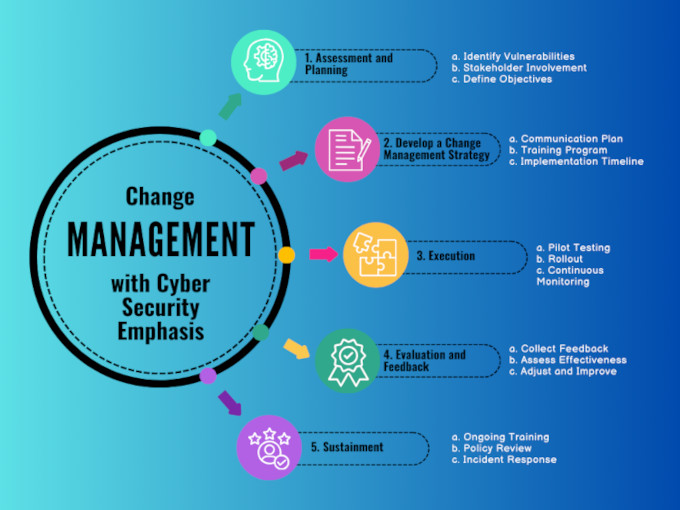 Change
MANAGEMENT
with Cyber
Security
Emphasis
1. Assessment and
Planning
a. Identify Vulnerabilities
b. Stakeholder Involvement
c. Define Objectives
2. Develop a Change
Management Strategy
a. Communication Plan
b. Training Program
c. Implementation Timeline
3. Execution
a. Pilot Testing
b. Rollout
c. Continuous
Monitoring
4. Evaluation and
Feedback
a. Collect Feedback
b. Assess Effectiveness
c. Adjust and Improve
5. Sustainment
a. Ongoing Training
b. Policy Review
c. Incident Response